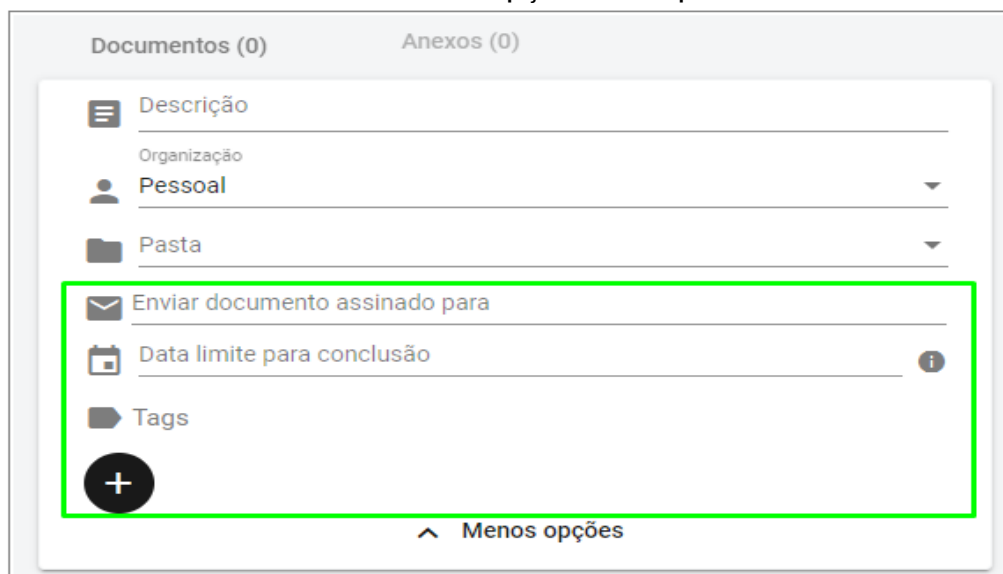 Documentos (0) Anexos (0)
Descrição
Organização
Pessoal
Pasta
Enviar documento assinado para
Data limite para conclusão
Tags
Menos opções